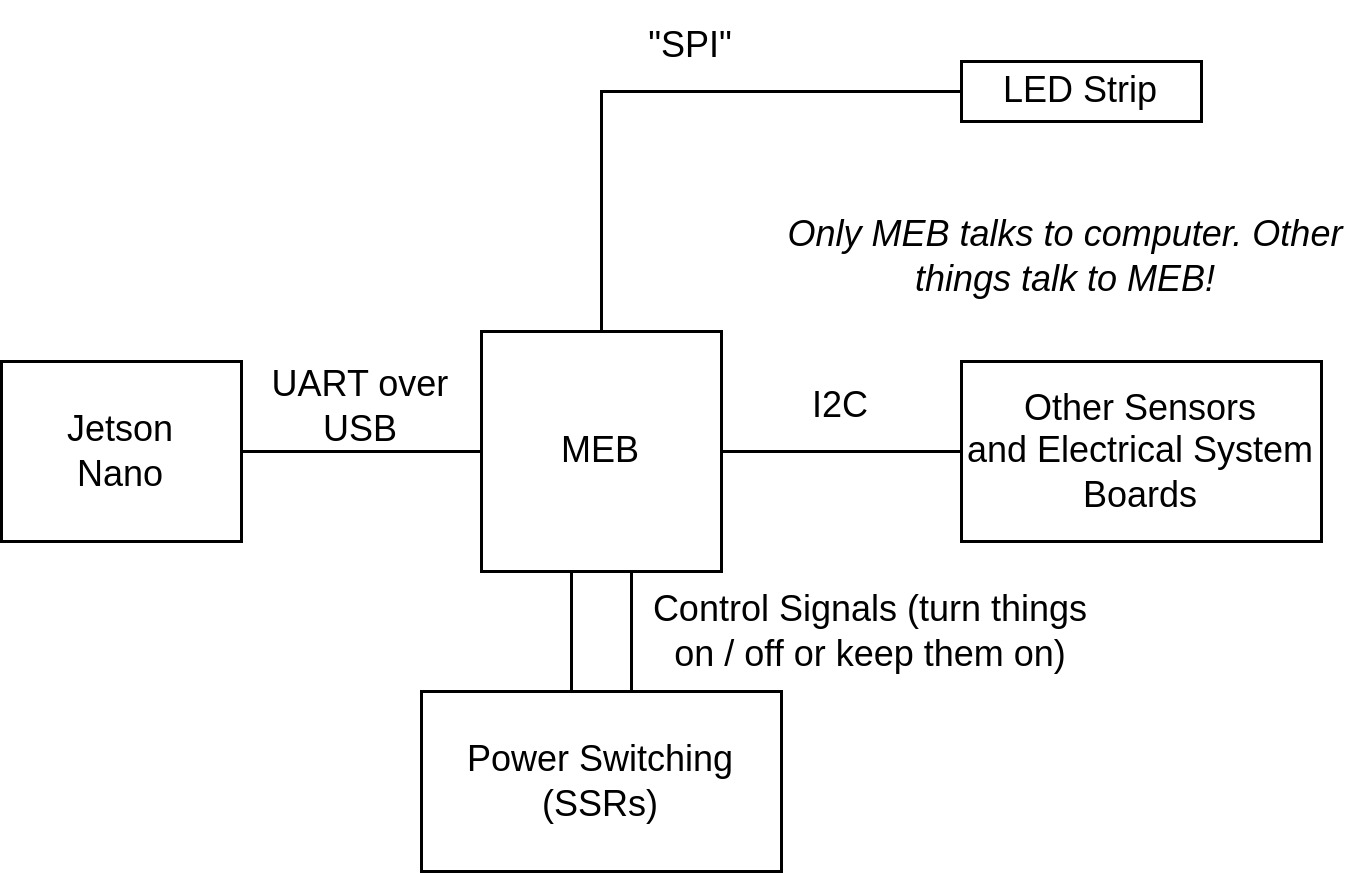 "SPI"
LED Strip
Only MEB talks to computer. Other
things talk to MEB!
Jetson
Nano
UART over
USB
MEB
I2C
Other Sensors
and Electrical System
Boards
Control Signals (turn things
on / off or keep them on)
Power Switching
(SSRs)